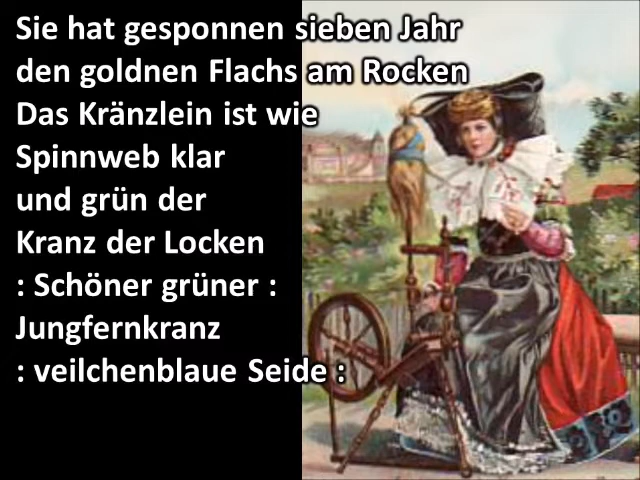 Sie hat gesponnen sieben Jahr
den goldnen Flachs am Rocken
Das Kränzlein ist wie
Spinnweb klar
und grün der
Kranz der Locken
: Schöner grüner :
Jungfernkranz
: veilchenblaue Seide :